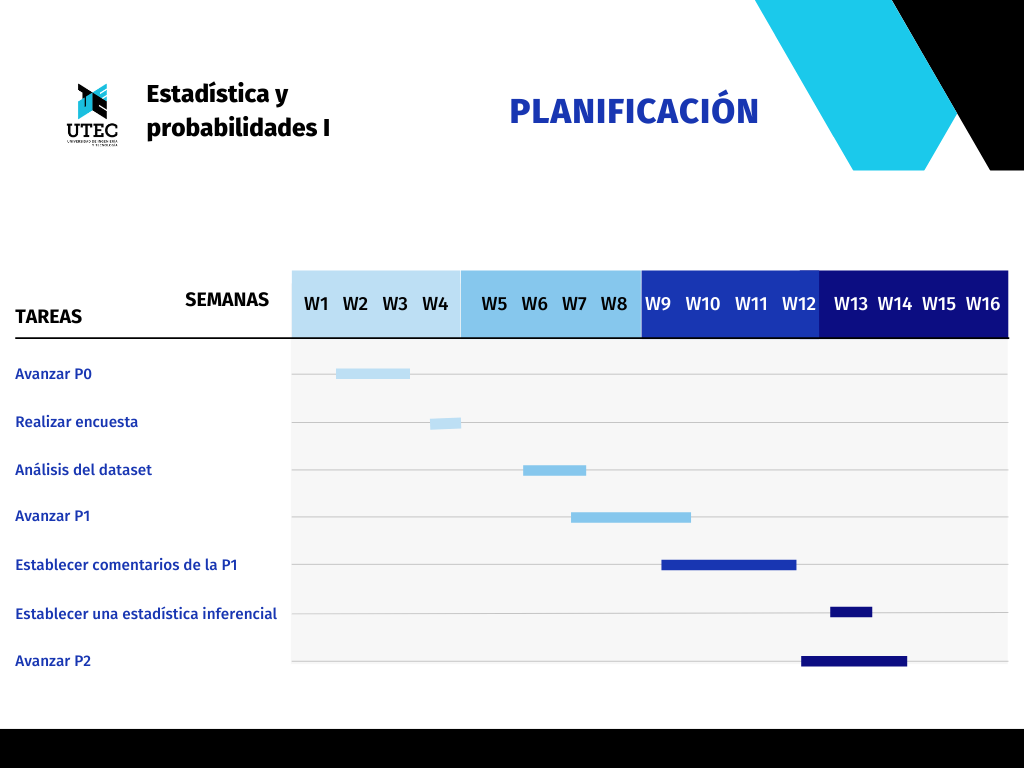 Estadística y
probabilidades I
PLANIFICACIÓN
UTEC
UNIVERSIDAD DE INGENIERIA
Y TECNOLOGIA
SEMANAS
TAREAS
W1 W2 W3 W4 W5 W6 W7 W8 W9 W10 W11 W12 W13 W14 W15 W16
Avanzar P0
Realizar encuesta
Análisis del dataset
Avanzar P1
Establecer comentarios de la P1
Establecer una estadística inferencial
Avanzar P2